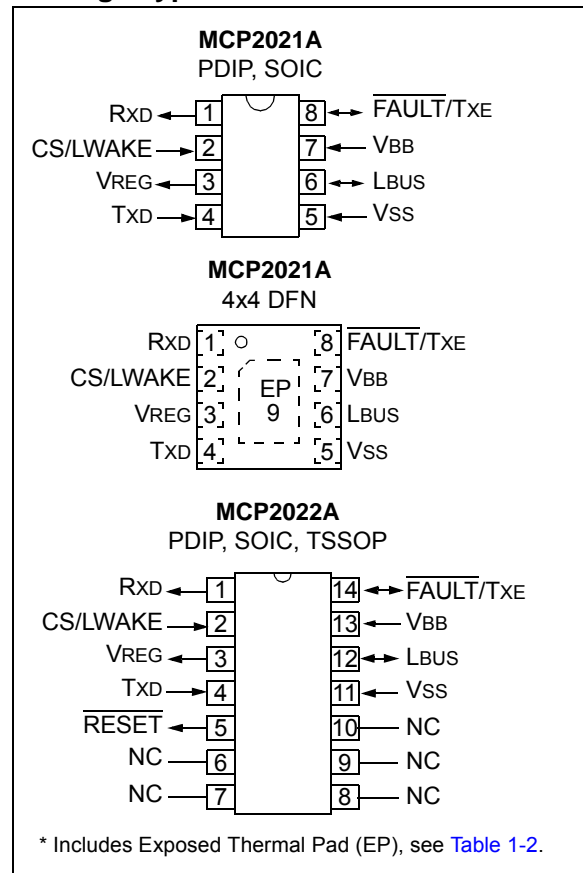 MCP2021A
PDIP, SOIC
RXD 1 8 FAULT/TXE
CS/LWAKE 2 7 VBB
VREG 3 6 LBUS
TXD 4 5 VSS
MCP2021A
4x4 DFN
RXD 1 8 FAULT/TXE
CS/LWAKE 2 EP 7 VBB
VREG 3 9 6 LBUS
TXD 4 5 VSS
MCP2022A
PDIP, SOIC, TSSOP
RXD 1 14 FAULT/TXE
CS/LWAKE 2 13 VBB
VREG 3 12 LBUS
TXD 4 11 VSS
RESET 5 10 NC
NC 6 9 NC
NC 7 8 NC
* Includes Exposed Thermal Pad (EP), see Table 1-2.